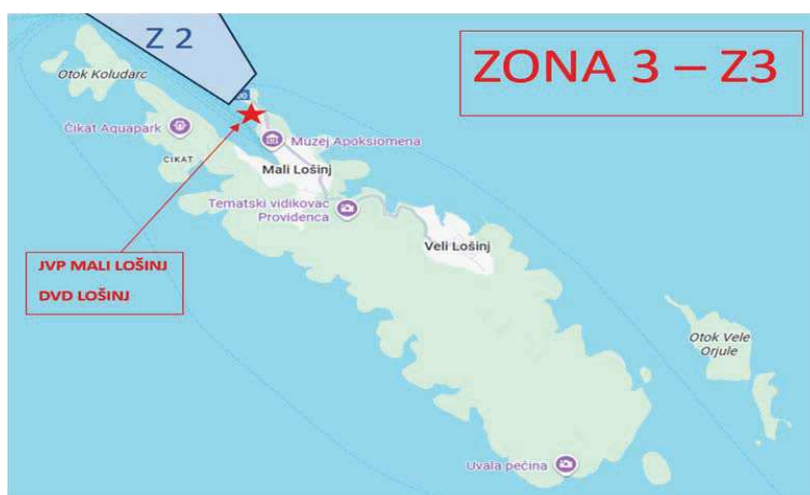 Z 2
ZONA 3 – Z3
Otok Koludarc
Čikat Aquapark
Muzej Apoksiomena
ČIKAT
Mali Lošinj
Tematski vidikovac
Providenca
Veli Lošinj
JVP MALI LOŠINJ
DVD LOŠINJ
Otok Vele
Orjule
Uvala pećina